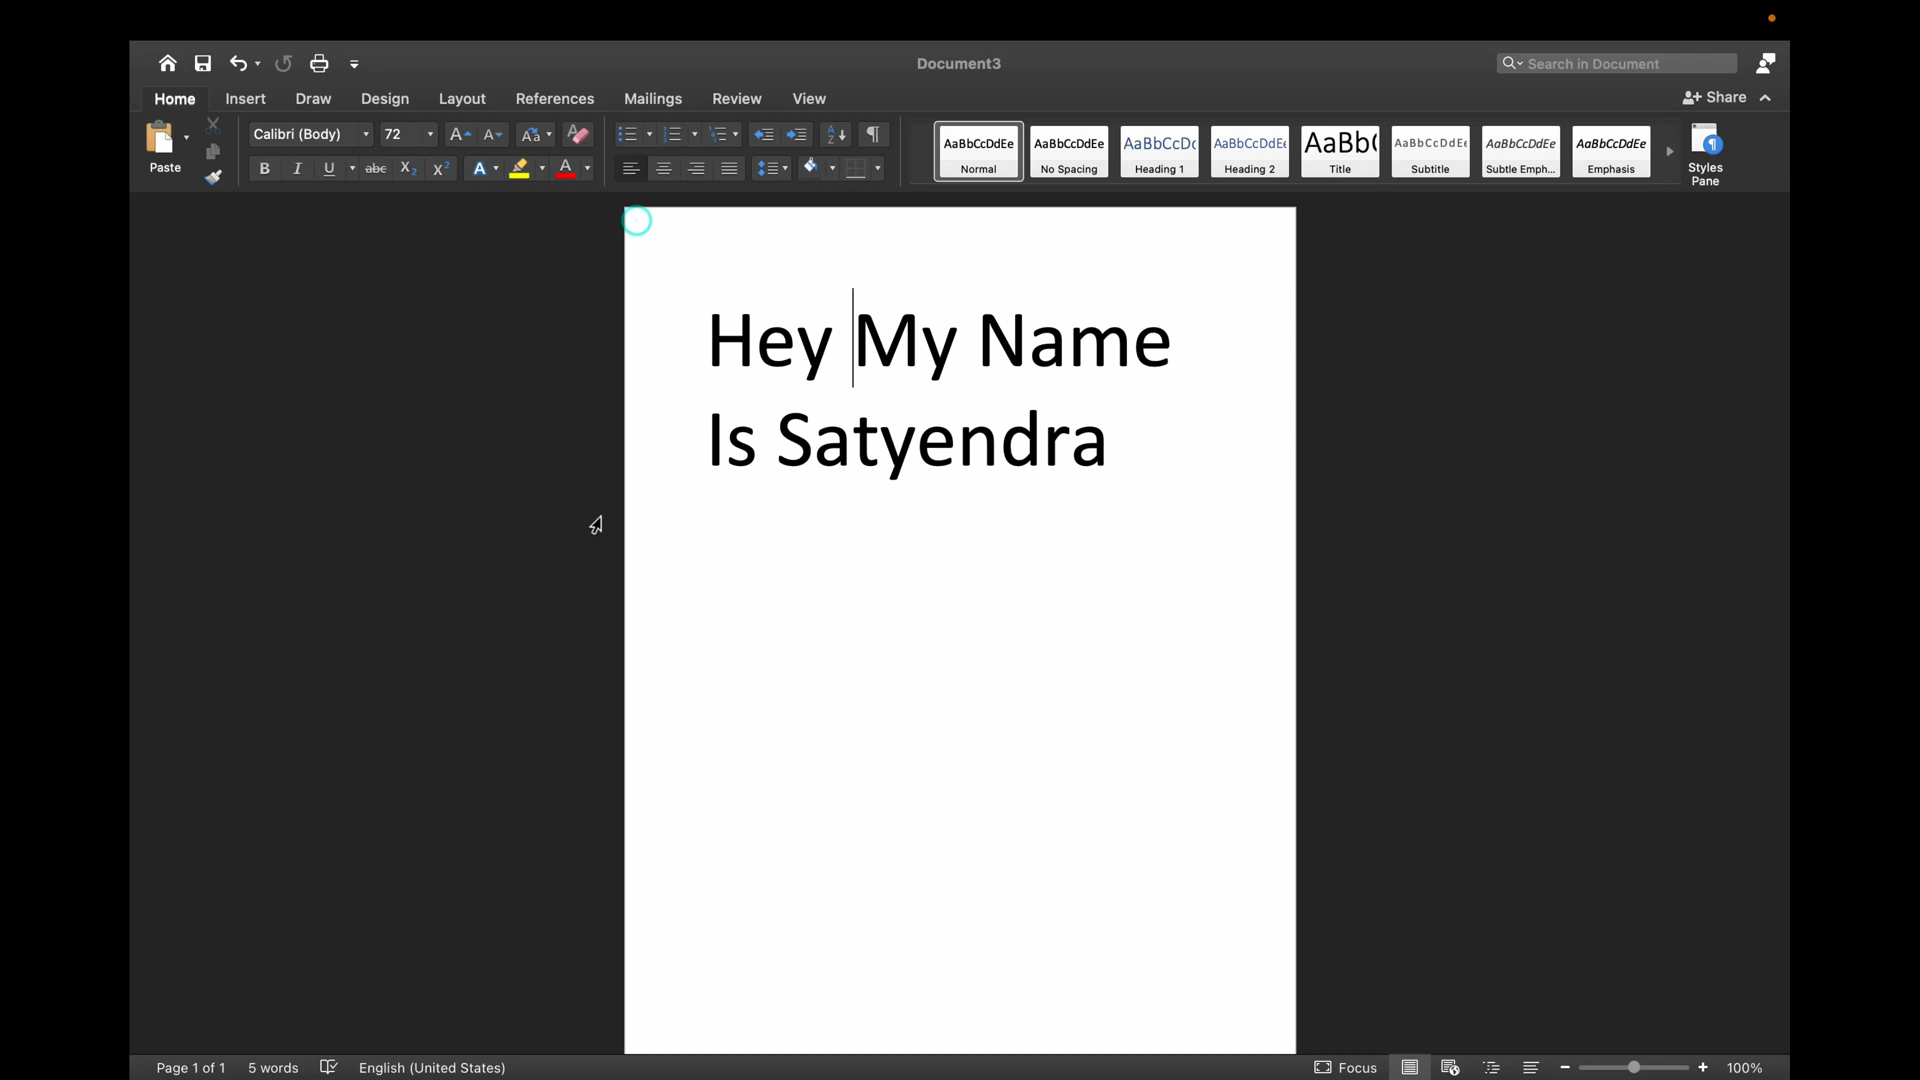 Document3
Search in Document
Home Insert Draw Design Layout References Mailings Review View
Share
Paste
Calibri (Body) 72
AaBbCcDdEe AaBbCcDdEe AaBbCcDc AaBbCcDdEe AaBb( AaBbCcDdEe AaBbCcDdEe AaBbCcDdEe
Normal No Spacing Heading 1 Heading 2 Title Subtitle Subtle Emph... Emphasis
Styles
Pane
Hey My Name
Is Satyendra
Page 1 of 1 5 words English (United States) Focus 100%